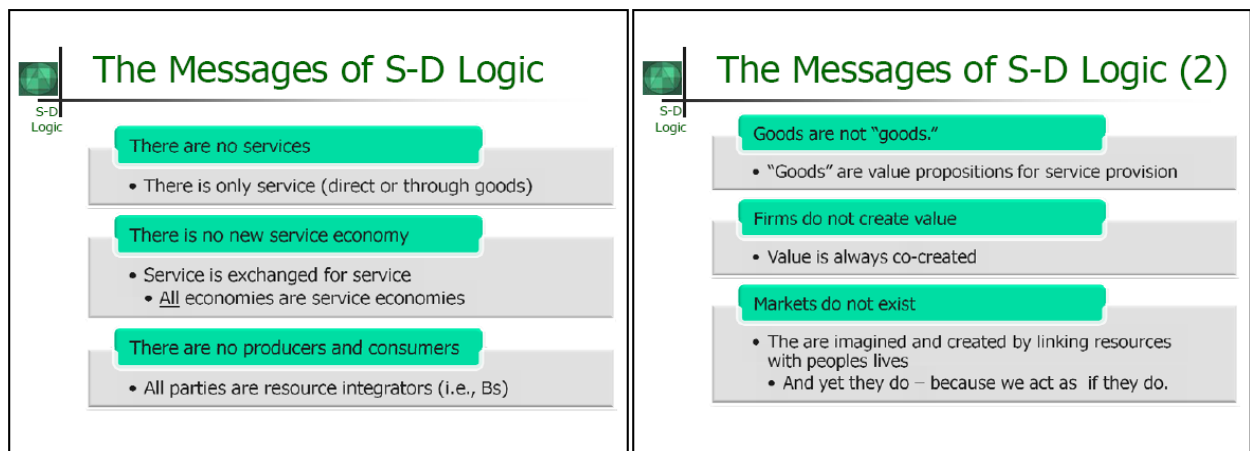 The Messages of S-D Logic
S-D
Logic
There are no services
• There is only service (direct or through goods)
There is no new service economy
• Service is exchanged for service
• All economies are service economies
There are no producers and consumers
• All parties are resource integrators (i.e., Bs)
The Messages of S-D Logic (2)
S-D
Logic
Goods are not “goods.”
• “Goods” are value propositions for service provision
Firms do not create value
• Value is always co-created
Markets do not exist
• The are imagined and created by linking resources
with peoples lives
• And yet they do – because we act as if they do.